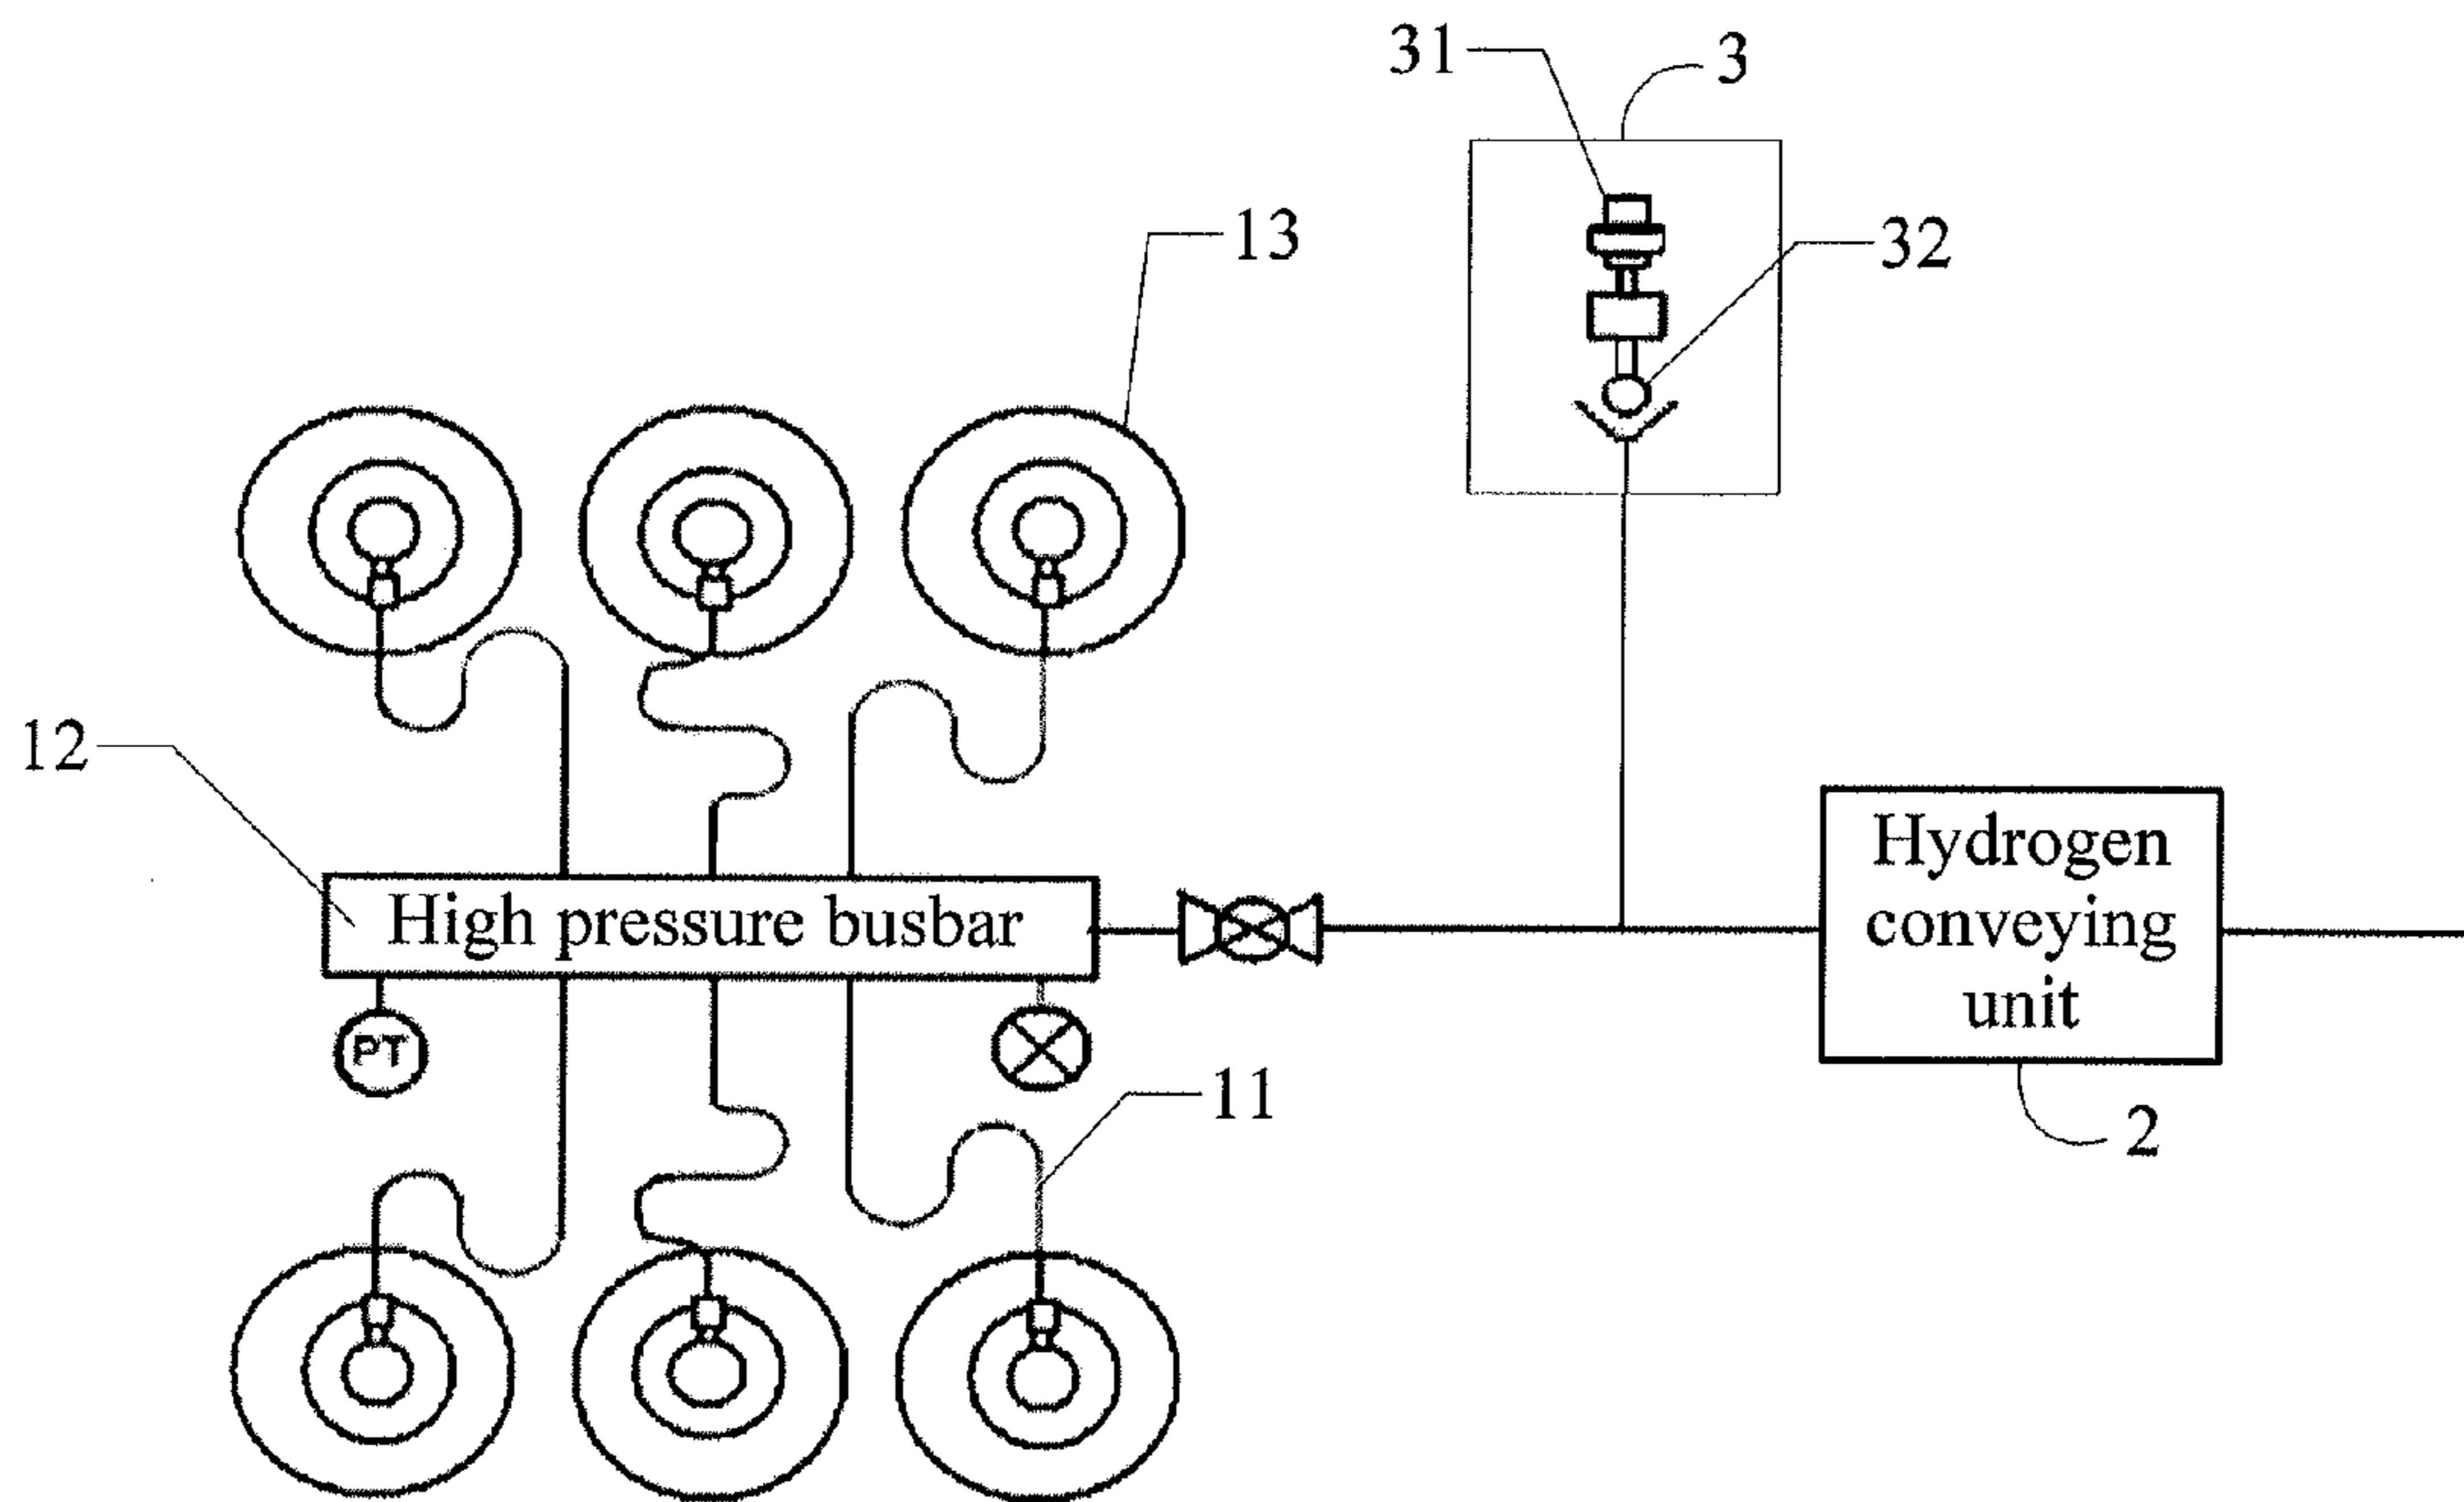 31
3
13
32
12
High pressure busbar
Hydrogen
conveying
unit
PT
11
2